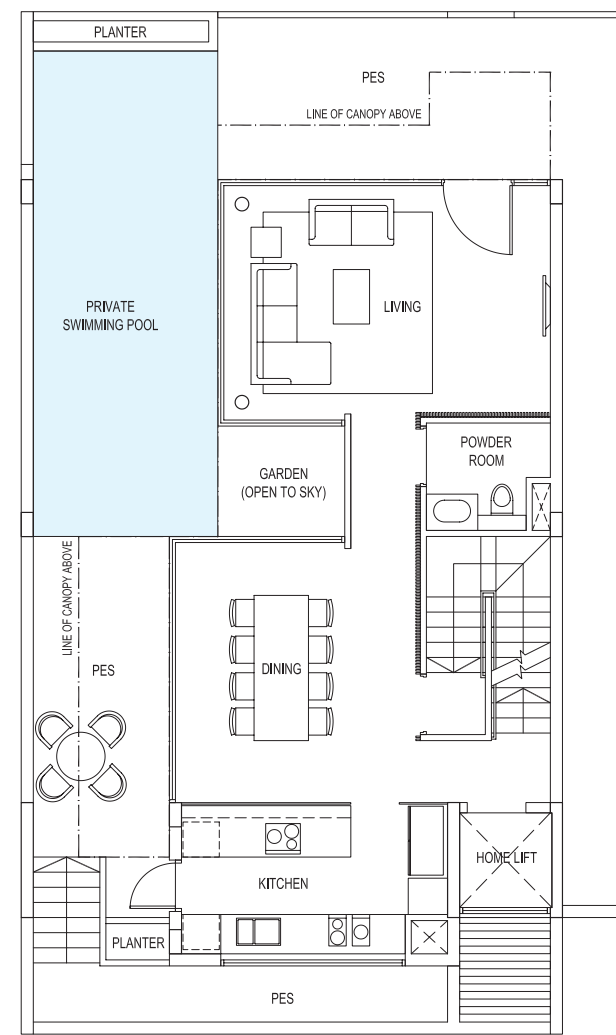 PLANTER
PES
LINE OF CANOPY ABOVE
PRIVATE
SWIMMING POOL
LIVING
POWDER
ROOM
GARDEN
(OPEN TO SKY)
LINE OF CANOPY ABOVE
PES
DINING
HOME LIFT
KITCHEN
PLANTER
PES